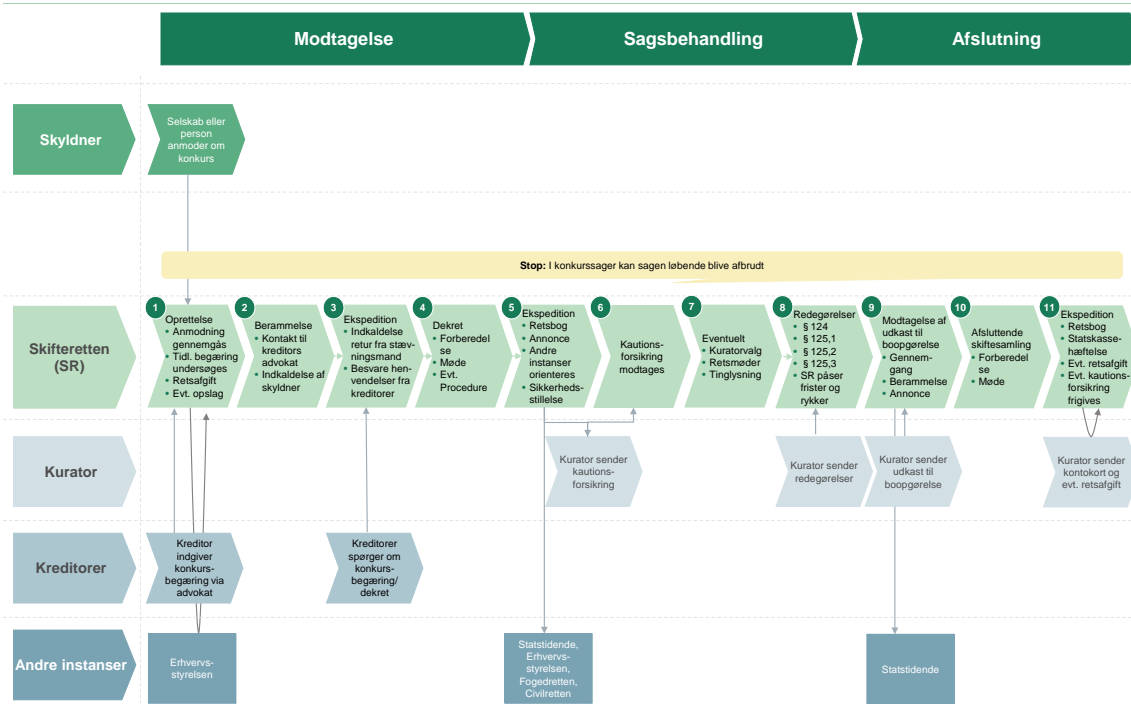 Modtagelse
Sagsbehandling
Afslutning
Skyldner
Selskab eller
person
anmoder om
konkurs
Stop: I konkurssager kan sagen løbende blive afbrudt
Skifteretten
(SR)
1
Oprettelse
• Anmodning
gennemgås
• Tidl. begæring
undersøges
• Retsafgift
• Evt. opslag
2
Berammelse
• Kontakt til
kreditors
advokat
• Indkaldelse af
skyldner
3
Ekspedition
• Indkaldelse
retur fra stæv-
ningsmand
• Besvare hen-
vendelser fra
kreditorer
4
Dekret
• Forberedel
se
• Møde
• Evt.
Procedure
5
Ekspedition
• Retsbog
• Annonce
• Andre
instanser
orienteres
• Sikkerheds-
stillelse
6
Kautions-
forsikring
modtages
7
Eventuelt
• Kuratorvalg
• Retsmøder
• Tinglysning
8
Redegørelser
• § 124
• § 125,1
• § 125,2
• § 125,3
• SR påser
frister og
rykker
9
Modtagelse af
udkast til
boopgørelse
• Gennem-
gang
• Berammelse
• Annonce
10
Afsluttende
skiftesamling
• Forberedel
se
• Møde
11
Ekspedition
• Retsbog
• Statskasse-
hæftelse
• Evt. retsafgift
• Evt. kautions-
forsikring
frigives
Kurator
Kurator sender
kautions-
forsikring
Kurator sender
redegørelser
Kurator sender
udkast til
boopgørelse
Kurator sender
kontokort og
evt. retsafgift
Kreditorer
Kreditor
indgiver
konkurs-
begæring via
advokat
Kreditorer
spørger om
konkurs-
begæring/
dekret
Andre instanser
Erhvervs-
styrelsen
Statstidende,
Erhvervs-
styrelsen,
Fogedretten,
Civilretten
Statstidende